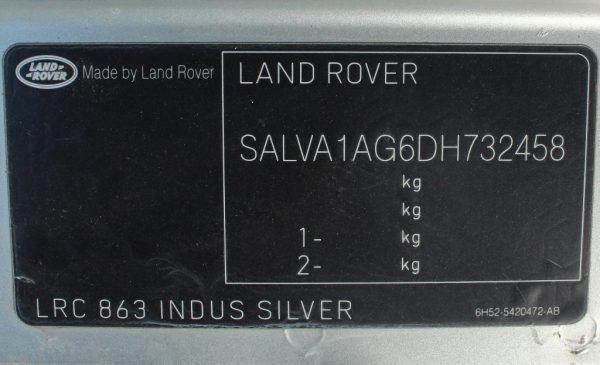 LAND-
-ROVER
Made by Land Rover
LAND ROVER
SALVA1AG6DH732458
kg
kg
1- kg
2- kg
LRC 863 INDUS SILVER
6H52-5420472-AB